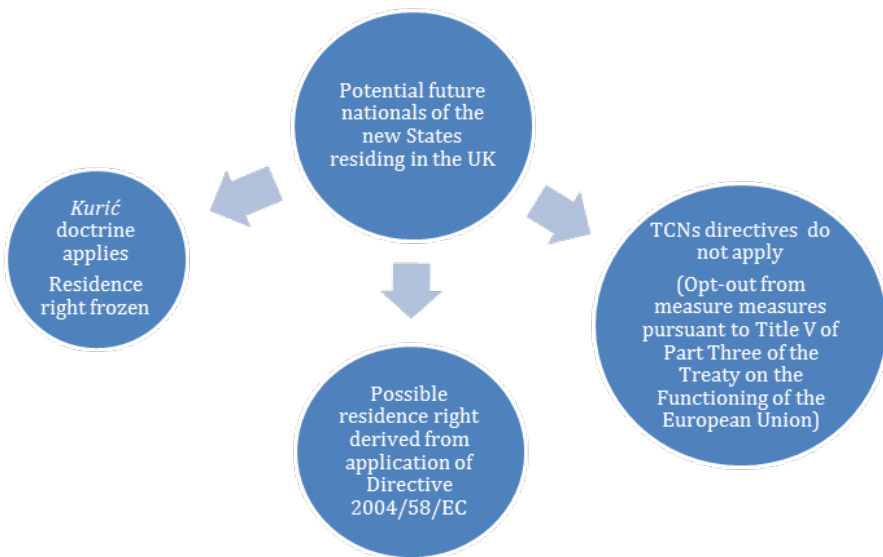 Potential future
nationals of the
new States
residing in the UK
Kurić
doctrine
applies
Residence
right frozen
TCNs directives do
not apply
(Opt-out from
measure measures
pursuant to Title V of
Part Three of the
Treaty on the
Functioning of the
European Union)
Possible
residence right
derived from
application of
Directive
2004/58/EC